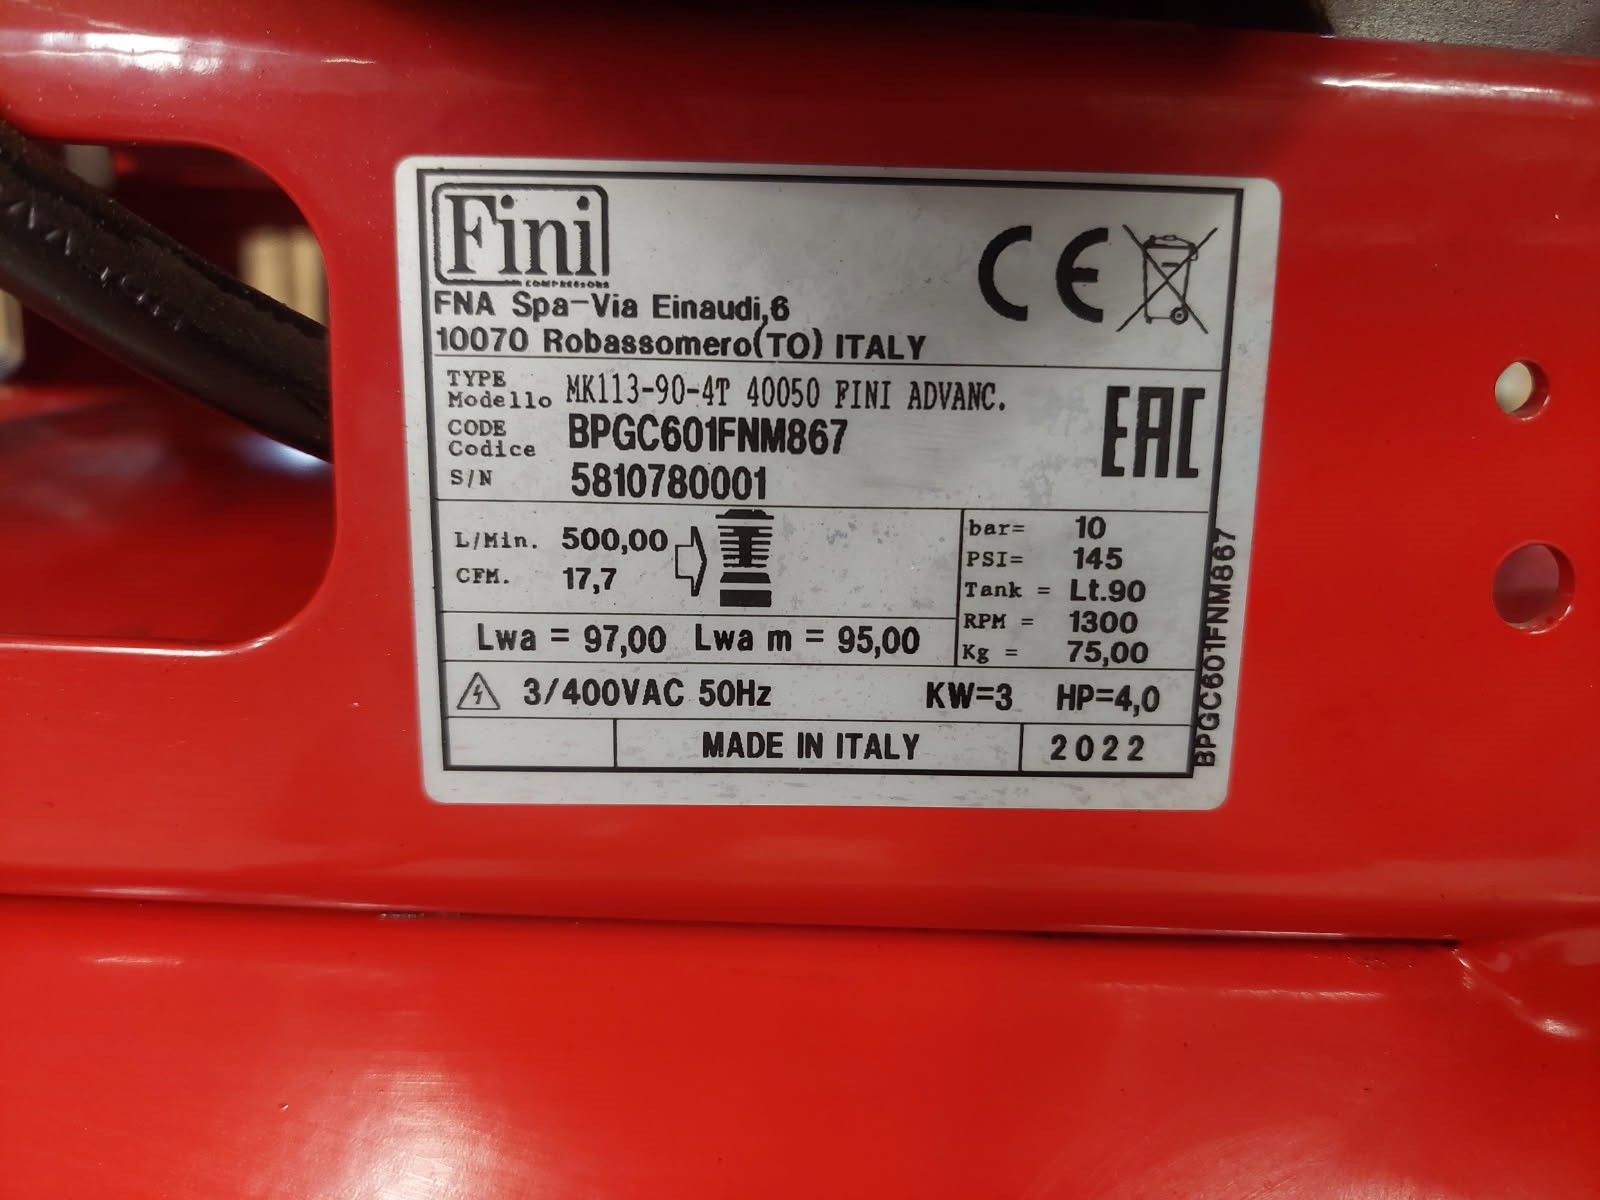 Fini
COMPRESSORS
FNA Spa-Via Einaudi,6
10070 Robassomero(TO) ITALY
CE
TYPE
Modello MK113-90-4T 40050 FINI ADVANC.
CODE
Codice BPGC601FNM867
S/N 5810780001
EAC
L/Min. 500,00
CFM. 17,7
bar= 10
PSI= 145
Tank = Lt.90
RPM = 1300
Kg = 75,00
Lwa = 97,00 Lwa m = 95,00
3/400VAC 50Hz KW=3 HP=4,0
MADE IN ITALY 2022
BPGC601FNM867